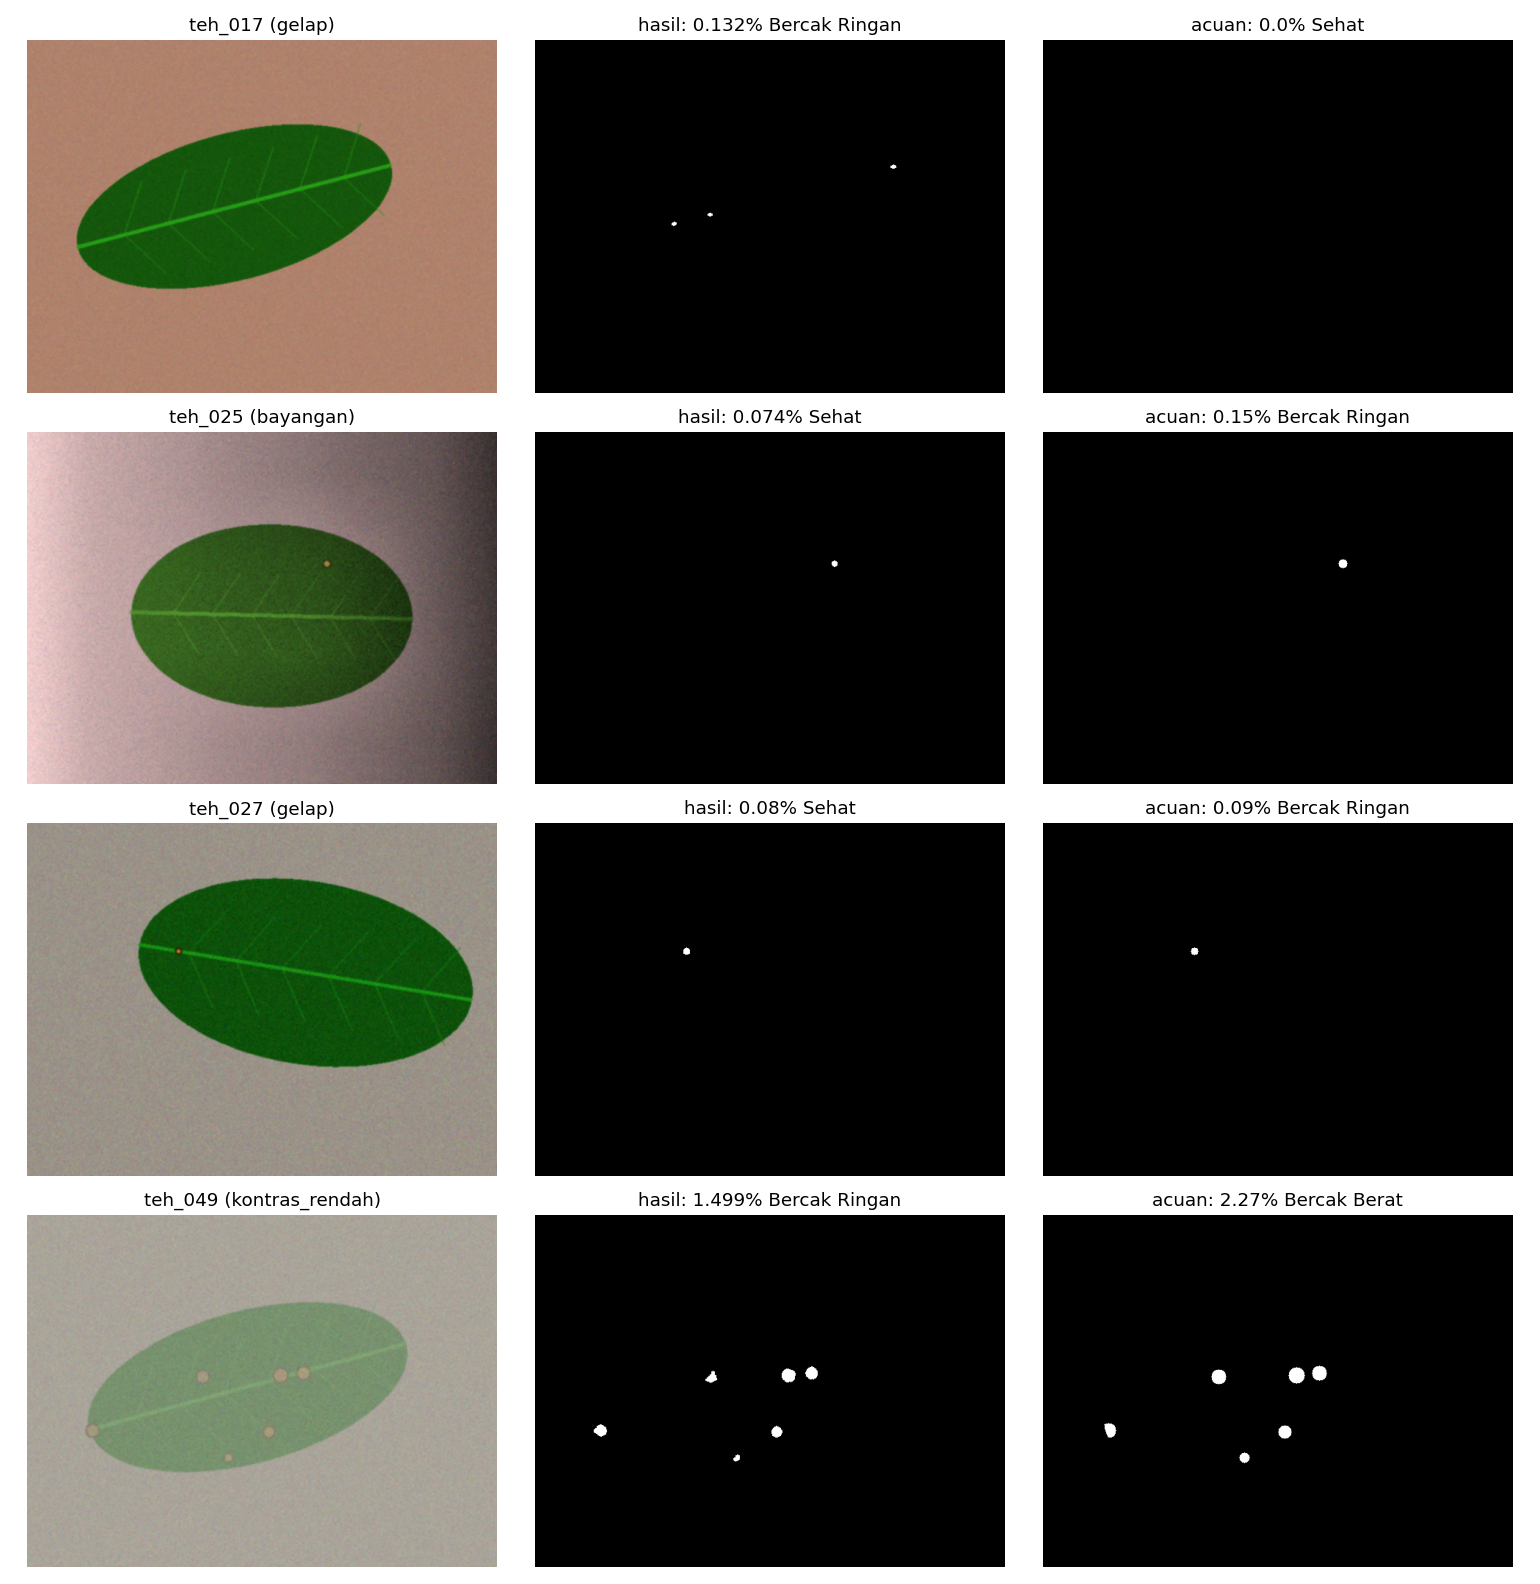 teh_017 (gelap)
hasil: 0.132% Bercak Ringan
acuan: 0.0% Sehat
teh_025 (bayangan)
hasil: 0.074% Sehat
acuan: 0.15% Bercak Ringan
teh_027 (gelap)
hasil: 0.08% Sehat
acuan: 0.09% Bercak Ringan
teh_049 (kontras_rendah)
hasil: 1.499% Bercak Ringan
acuan: 2.27% Bercak Berat